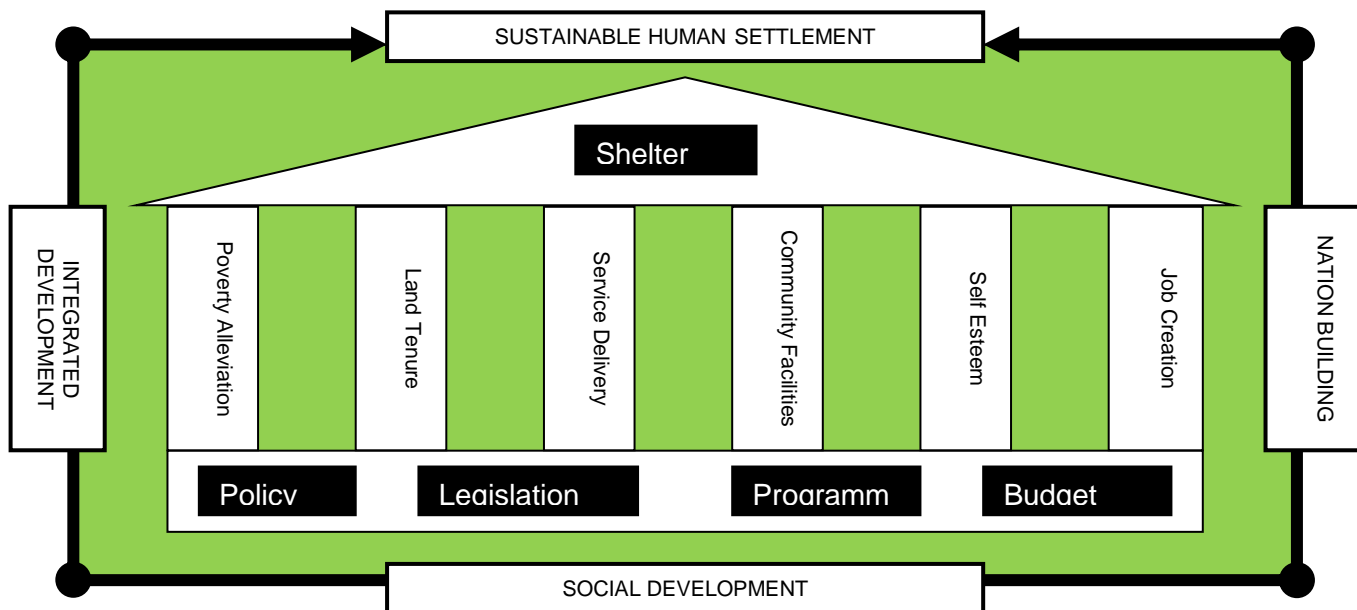 SUSTAINABLE HUMAN SETTLEMENT
Shelter
INTEGRATED
DEVELOPMENT
Poverty Alleviation
Land Tenure
Service Delivery
Community Facilities
Self Esteem
Job Creation
NATION BUILDING
Policy
Legislation
Programm
Budget
SOCIAL DEVELOPMENT